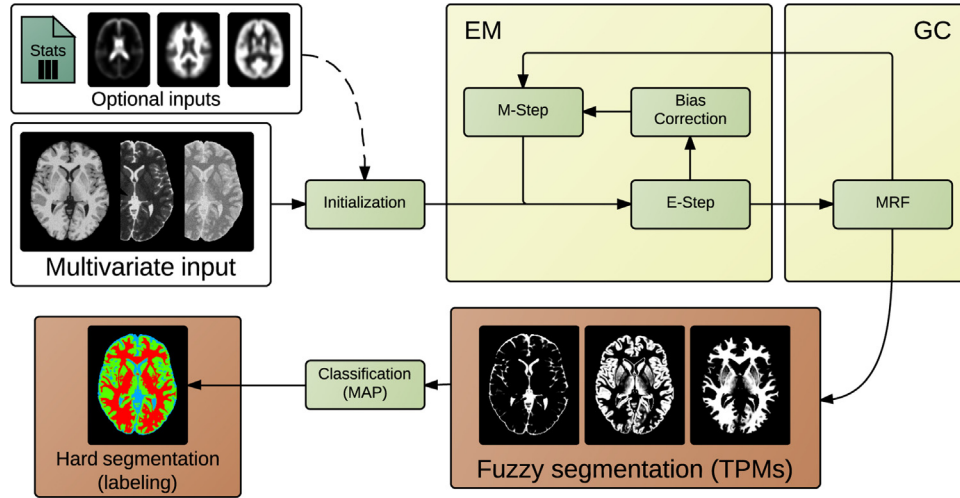 Stats
Optional inputs
Multivariate input
Initialization
EM
M-Step
Bias
Correction
E-Step
GC
MRF
Hard segmentation
(labeling)
Classification
(MAP)
Fuzzy segmentation (TPMs)